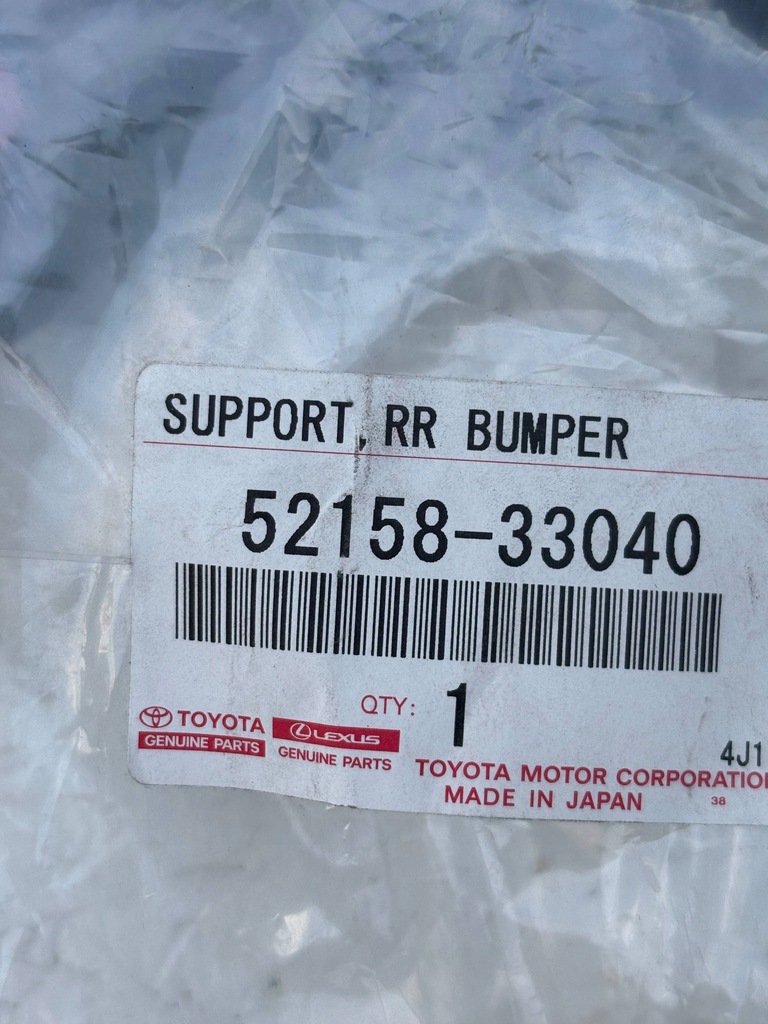 SUPPORT, RR BUMPER
52158-33040
QTY: 1
TOYOTA
GENUINE PARTS
LEXUS
GENUINE PARTS
4J1
TOYOTA MOTOR CORPORATIO
MADE IN JAPAN
38